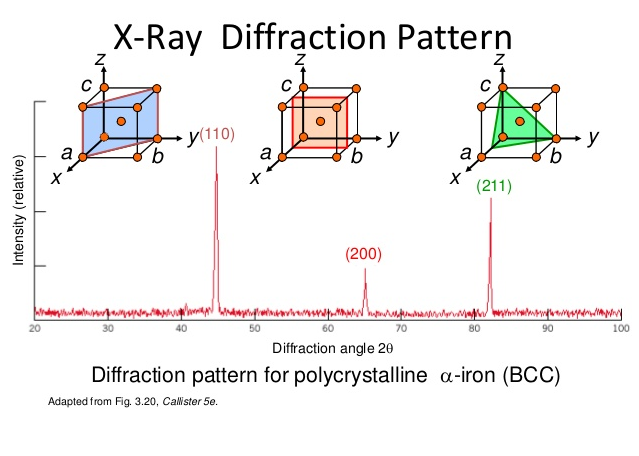 X-Ray Diffraction Pattern
z
c
y
a
b
x
z
c
y
a
b
x
z
c
y
a
b
x
(110)
(200)
(211)
Intensity (relative)
20 30 40 50 60 70 80 90 100
Diffraction angle 2θ
Diffraction pattern for polycrystalline α-iron (BCC)
Adapted from Fig. 3.20, Callister 5e.